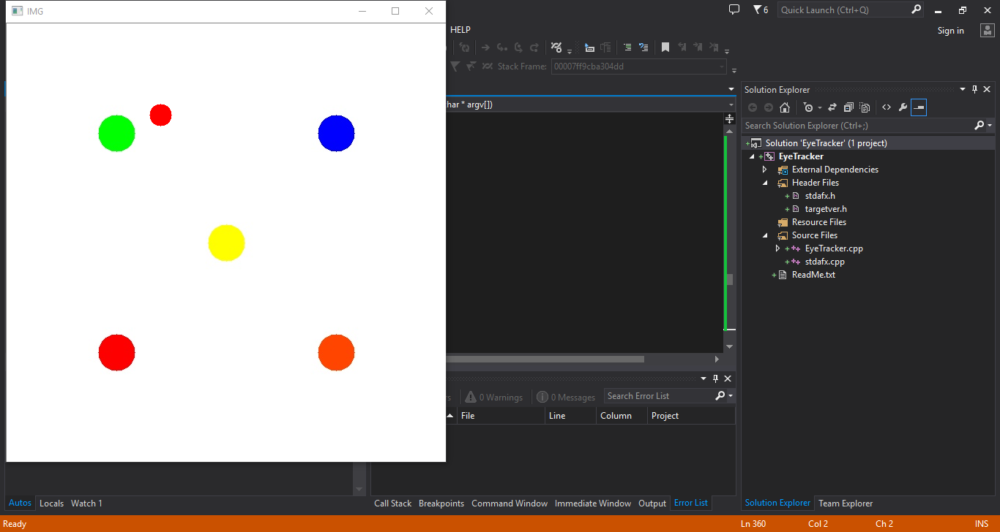 IMG
6
Quick Launch (Ctrl+Q)
HELP
Sign in
Stack Frame:
00007ff9cba304dd
har * argv[])
Solution Explorer
Search Solution Explorer (Ctrl+;)
Solution 'EyeTracker' (1 project)
EyeTracker
External Dependencies
Header Files
stdafx.h
targetver.h
Resource Files
Source Files
EyeTracker.cpp
stdafx.cpp
ReadMe.txt
s
0 Warnings
0 Messages
Search Error List
File
Line
Column
Project
Autos
Locals
Watch 1
Call Stack
Breakpoints
Command Window
Immediate Window
Output
Error List
Solution Explorer
Team Explorer
Ready
Ln 360
Col 2
Ch 2
INS